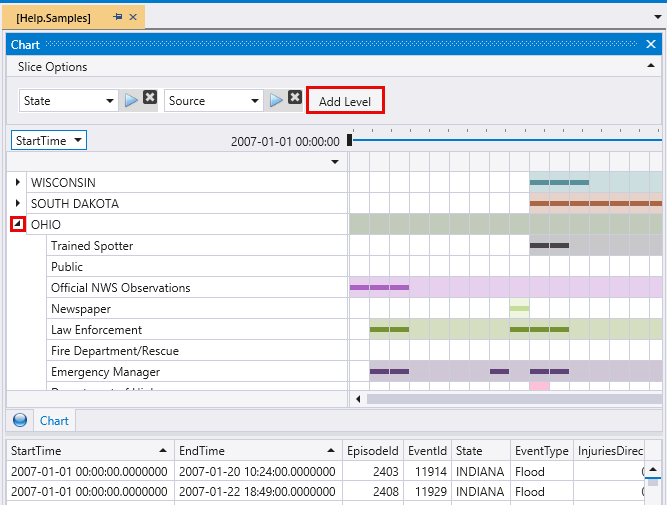 [Help.Samples]
Chart
Slice Options
State Source Add Level
StartTime 2007-01-01 00:00:00
WISCONSIN
SOUTH DAKOTA
OHIO
Trained Spotter
Public
Official NWS Observations
Newspaper
Law Enforcement
Fire Department/Rescue
Emergency Manager
Chart
StartTime EndTime EpisodeId EventId State EventType InjuriesDirec
2007-01-01 00:00:00.0000000 2007-01-20 10:24:00.0000000 2403 11914 INDIANA Flood
2007-01-01 00:00:00.0000000 2007-01-22 18:49:00.0000000 2408 11929 INDIANA Flood